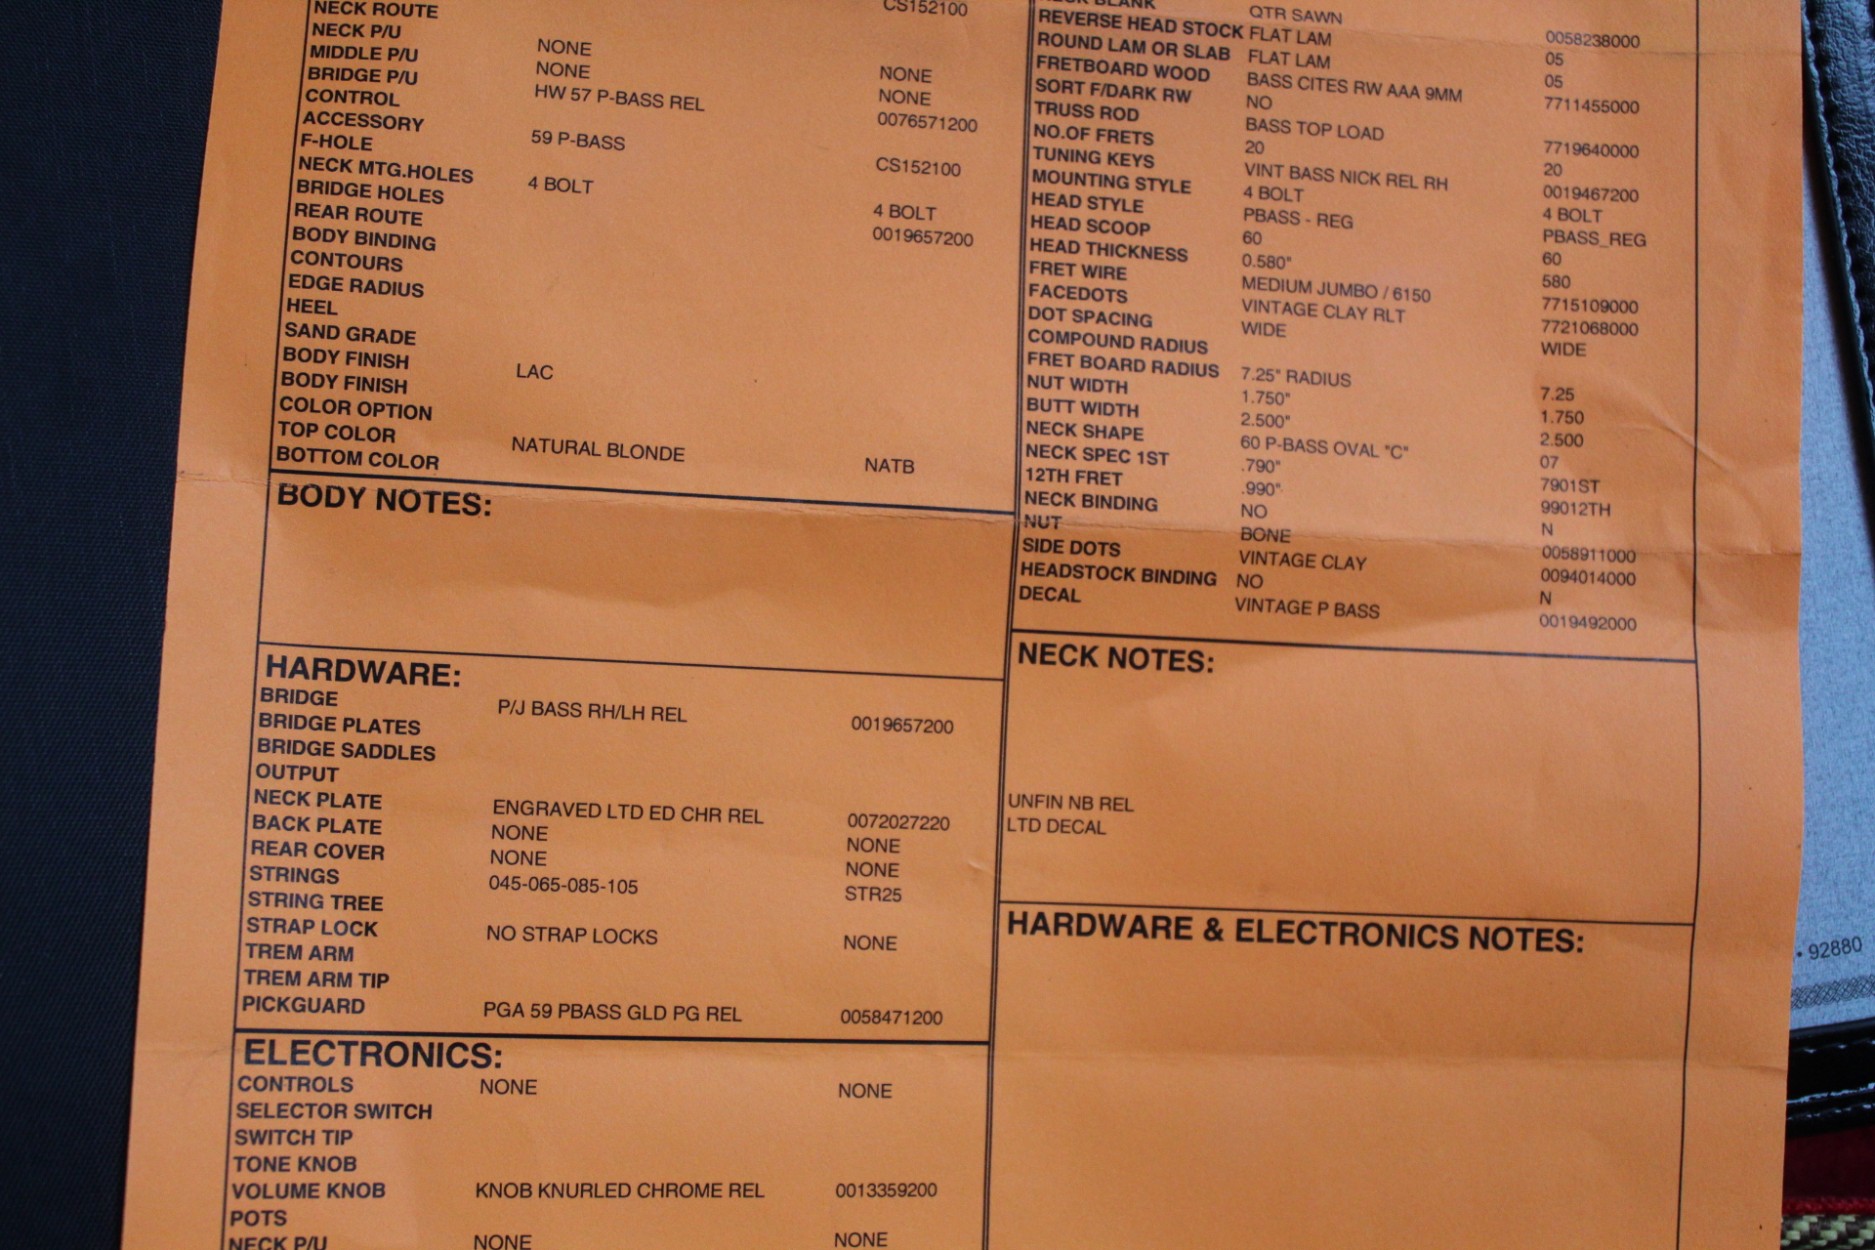 NECK ROUTE CS152100
NECK P/U NONE NONE
MIDDLE P/U NONE NONE
BRIDGE P/U HW 57 P-BASS REL 0076571200
CONTROL
ACCESSORY 59 P-BASS CS152100
F-HOLE
NECK MTG.HOLES 4 BOLT 4 BOLT
BRIDGE HOLES 0019657200
REAR ROUTE
BODY BINDING
CONTOURS
EDGE RADIUS
HEEL
SAND GRADE
BODY FINISH LAC
BODY FINISH
COLOR OPTION
TOP COLOR NATURAL BLONDE NATB
BOTTOM COLOR
BODY NOTES:
HARDWARE:
BRIDGE P/J BASS RH/LH REL 0019657200
BRIDGE PLATES
BRIDGE SADDLES
OUTPUT
NECK PLATE ENGRAVED LTD ED CHR REL 0072027220
BACK PLATE NONE NONE
REAR COVER NONE NONE
STRINGS 045-065-085-105 STR25
STRING TREE
STRAP LOCK NO STRAP LOCKS NONE
TREM ARM
TREM ARM TIP
PICKGUARD PGA 59 PBASS GLD PG REL 0058471200
ELECTRONICS:
CONTROLS NONE NONE
SELECTOR SWITCH
SWITCH TIP
TONE KNOB
VOLUME KNOB KNOB KNURLED CHROME REL 0013359200
POTS
NECK P/U NONE NONE
BLANK QTR SAWN 0058238000
REVERSE HEAD STOCK FLAT LAM 05
ROUND LAM OR SLAB FLAT LAM 05
FRETBOARD WOOD BASS CITES RW AAA 9MM 7711455000
SORT F/DARK RW NO
TRUSS ROD BASS TOP LOAD 7719640000
NO.OF FRETS 20 20
TUNING KEYS VINT BASS NICK REL RH 0019467200
MOUNTING STYLE 4 BOLT 4 BOLT
HEAD STYLE PBASS - REG PBASS_REG
HEAD SCOOP 60 60
HEAD THICKNESS 0.580" 580
FRET WIRE MEDIUM JUMBO / 6150 7715109000
FACEDOTS VINTAGE CLAY RLT 7721068000
DOT SPACING WIDE WIDE
COMPOUND RADIUS
FRET BOARD RADIUS 7.25" RADIUS 7.25
NUT WIDTH 1.750" 1.750
BUTT WIDTH 2.500" 2.500
NECK SHAPE 60 P-BASS OVAL "C" 07
NECK SPEC 1ST .790" 7901ST
12TH FRET .990" 99012TH
NECK BINDING NO N
NUT BONE 0058911000
SIDE DOTS VINTAGE CLAY 0094014000
HEADSTOCK BINDING NO N
DECAL VINTAGE P BASS 0019492000
NECK NOTES:
UNFIN NB REL
LTD DECAL
HARDWARE & ELECTRONICS NOTES:
• 92880